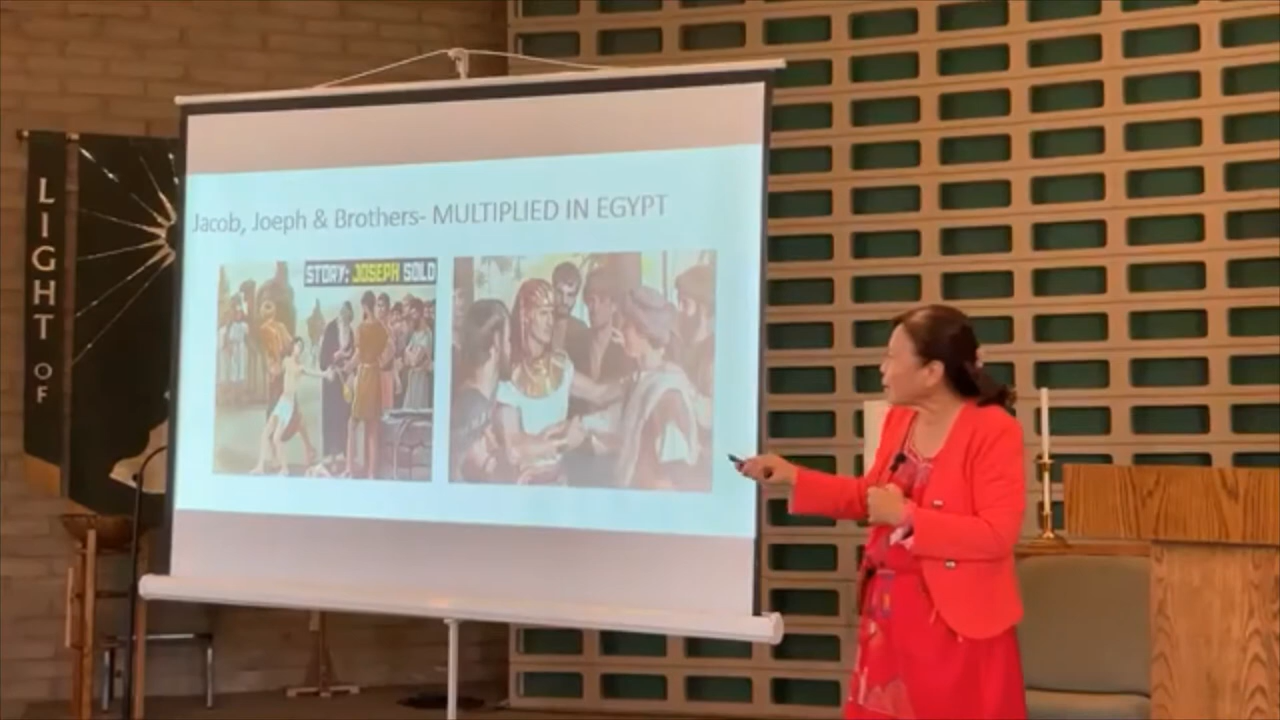 LIGHT OF
Jacob, Joeph & Brothers- MULTIPLIED IN EGYPT
STORY: JOSEPH SOLD